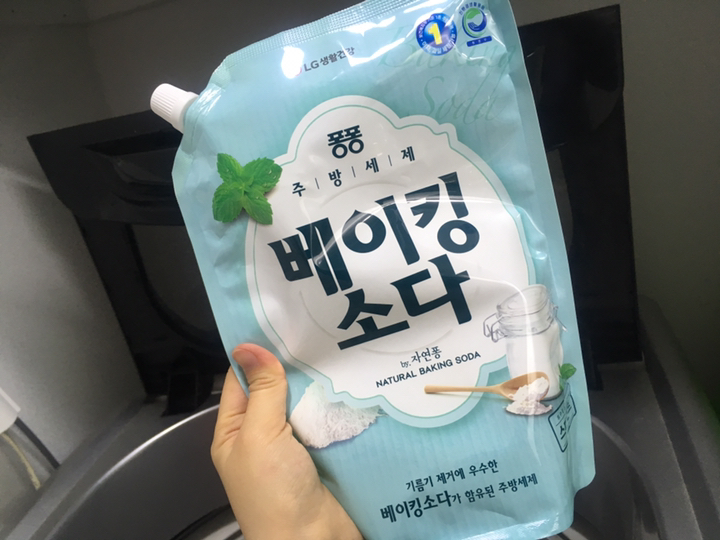 LG생활건강
1
Soda
퐁퐁
주|방|세|제
베이킹
소다
by. 자연퐁
NATURAL BAKING SODA
기름기 제거에 우수한
베이킹소다가 함유된 주방세제